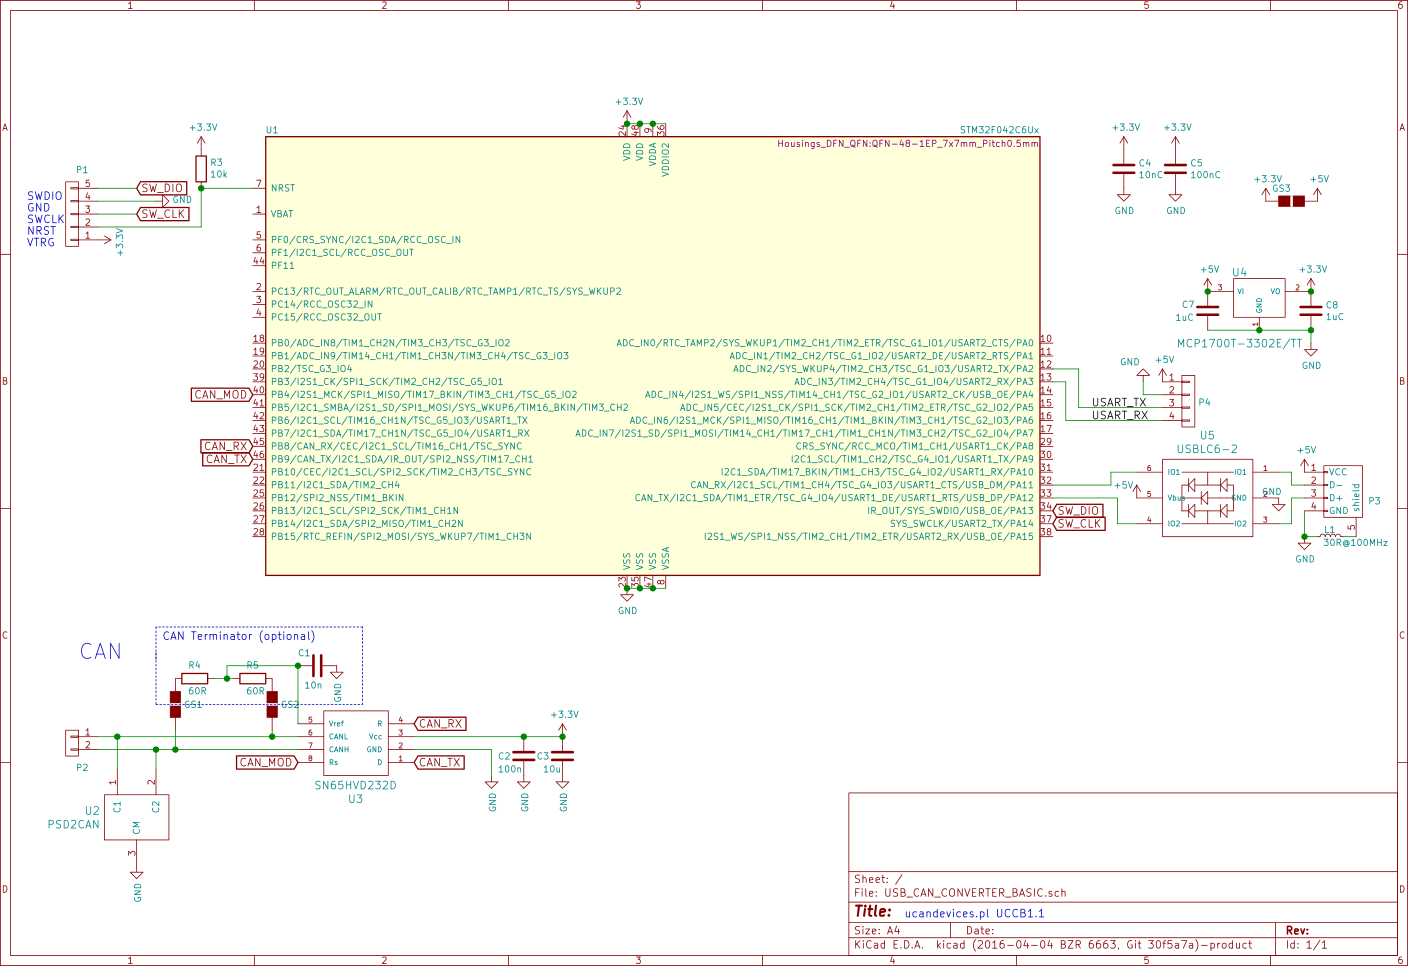 1 2 3 4 5 6
A
B
C
D
+3.3V
R3
10k
P1
5
4
3
2
1
SWDIO
GND
SWCLK
NRST
VTRG
SW_DIO
GND
SW_CLK
+3.3V
U1
STM32F042C6Ux
Housings_DFN_QFN:QFN-48-1EP_7x7mm_Pitch0.5mm
+3.3V
24 VDD
48 VDD
9 VDDA
36 VDDIO2
7 NRST
1 VBAT
5 PF0/CRS_SYNC/I2C1_SDA/RCC_OSC_IN
6 PF1/I2C1_SCL/RCC_OSC_OUT
44 PF11
2 PC13/RTC_OUT_ALARM/RTC_OUT_CALIB/RTC_TAMP1/RTC_TS/SYS_WKUP2
3 PC14/RCC_OSC32_IN
4 PC15/RCC_OSC32_OUT
18 PB0/ADC_IN8/TIM1_CH2N/TIM3_CH3/TSC_G3_IO2
19 PB1/ADC_IN9/TIM14_CH1/TIM1_CH3N/TIM3_CH4/TSC_G3_IO3
20 PB2/TSC_G3_IO4
39 PB3/I2S1_CK/SPI1_SCK/TIM2_CH2/TSC_G5_IO1
CAN_MOD 40 PB4/I2S1_MCK/SPI1_MISO/TIM17_BKIN/TIM3_CH1/TSC_G5_IO2
41 PB5/I2C1_SMBA/I2S1_SD/SPI1_MOSI/SYS_WKUP6/TIM16_BKIN/TIM3_CH2
42 PB6/I2C1_SCL/TIM16_CH1N/TSC_G5_IO3/USART1_TX
43 PB7/I2C1_SDA/TIM17_CH1N/TSC_G5_IO4/USART1_RX
CAN_RX 45 PB8/CAN_RX/CEC/I2C1_SCL/TIM16_CH1/TSC_SYNC
CAN_TX 46 PB9/CAN_TX/I2C1_SDA/IR_OUT/SPI2_NSS/TIM17_CH1
21 PB10/CEC/I2C1_SCL/SPI2_SCK/TIM2_CH3/TSC_SYNC
22 PB11/I2C1_SDA/TIM2_CH4
25 PB12/SPI2_NSS/TIM1_BKIN
26 PB13/I2C1_SCL/SPI2_SCK/TIM1_CH1N
27 PB14/I2C1_SDA/SPI2_MISO/TIM1_CH2N
28 PB15/RTC_REFIN/SPI2_MOSI/SYS_WKUP7/TIM1_CH3N
ADC_IN0/RTC_TAMP2/SYS_WKUP1/TIM2_CH1/TIM2_ETR/TSC_G1_IO1/USART2_CTS/PA0 10
ADC_IN1/TIM2_CH2/TSC_G1_IO2/USART2_DE/USART2_RTS/PA1 11
ADC_IN2/SYS_WKUP4/TIM2_CH3/TSC_G1_IO3/USART2_TX/PA2 12
ADC_IN3/TIM2_CH4/TSC_G1_IO4/USART2_RX/PA3 13
ADC_IN4/I2S1_WS/SPI1_NSS/TIM14_CH1/TSC_G2_IO1/USART2_CK/USB_OE/PA4 14
ADC_IN5/CEC/I2S1_CK/SPI1_SCK/TIM2_CH1/TIM2_ETR/TSC_G2_IO2/PA5 15
ADC_IN6/I2S1_MCK/SPI1_MISO/TIM16_CH1/TIM1_BKIN/TIM3_CH1/TSC_G2_IO3/PA6 16
ADC_IN7/I2S1_SD/SPI1_MOSI/TIM14_CH1/TIM17_CH1/TIM1_CH1N/TIM3_CH2/TSC_G2_IO4/PA7 17
CRS_SYNC/RCC_MCO/TIM1_CH1/USART1_CK/PA8 29
I2C1_SCL/TIM1_CH2/TSC_G4_IO1/USART1_TX/PA9 30
I2C1_SDA/TIM17_BKIN/TIM1_CH3/TSC_G4_IO2/USART1_RX/PA10 31
CAN_RX/I2C1_SCL/TIM1_CH4/TSC_G4_IO3/USART1_CTS/USB_DM/PA11 32
CAN_TX/I2C1_SDA/TIM1_ETR/TSC_G4_IO4/USART1_DE/USART1_RTS/USB_DP/PA12 33
IR_OUT/SYS_SWDIO/USB_OE/PA13 34 SW_DIO
SYS_SWCLK/USART2_TX/PA14 37 SW_CLK
I2S1_WS/SPI1_NSS/TIM2_CH1/TIM2_ETR/USART2_RX/USB_OE/PA15 38
23 VSS
35 VSS
47 VSS
8 VSSA
GND
+3.3V
C4
10nC
GND
+3.3V
C5
100nC
GND
+3.3V
GS3
+5V
+5V
U4
+3.3V
3 VI
VO 2
GND
1
C7
1uC
C8
1uC
MCP1700T-3302E/TT
GND
GND
+5V
1
2
3
4
P4
USART_TX
USART_RX
U5
USBLC6-2
6 IO1 IO1 1
+5V 5 Vbus GND 2 GND
4 IO2 IO2 3
+5V
1 VCC
2 D-
3 D+
4 GND
shield
5
P3
L1
30R@100MHz
GND
CAN
CAN Terminator (optional)
R4
60R
R5
60R
C1
10n
GND
GS1
GS2
1
2
P2
5 Vref R 4 CAN_RX
6 CANL Vcc 3
7 CANH GND 2
CAN_MOD 8 Rs D 1 CAN_TX
SN65HVD232D
U3
+3.3V
C2
100n
C3
10u
GND
GND
GND
1 C1
2 C2
U2
PSD2CAN
CM
3
GND
Sheet: /
File: USB_CAN_CONVERTER_BASIC.sch
Title: ucandevices.pl UCCB1.1
Size: A4 Date: Rev:
KiCad E.D.A. kicad (2016-04-04 BZR 6663, Git 30f5a7a)-product Id: 1/1
A
B
C
D
1 2 3 4 5 6